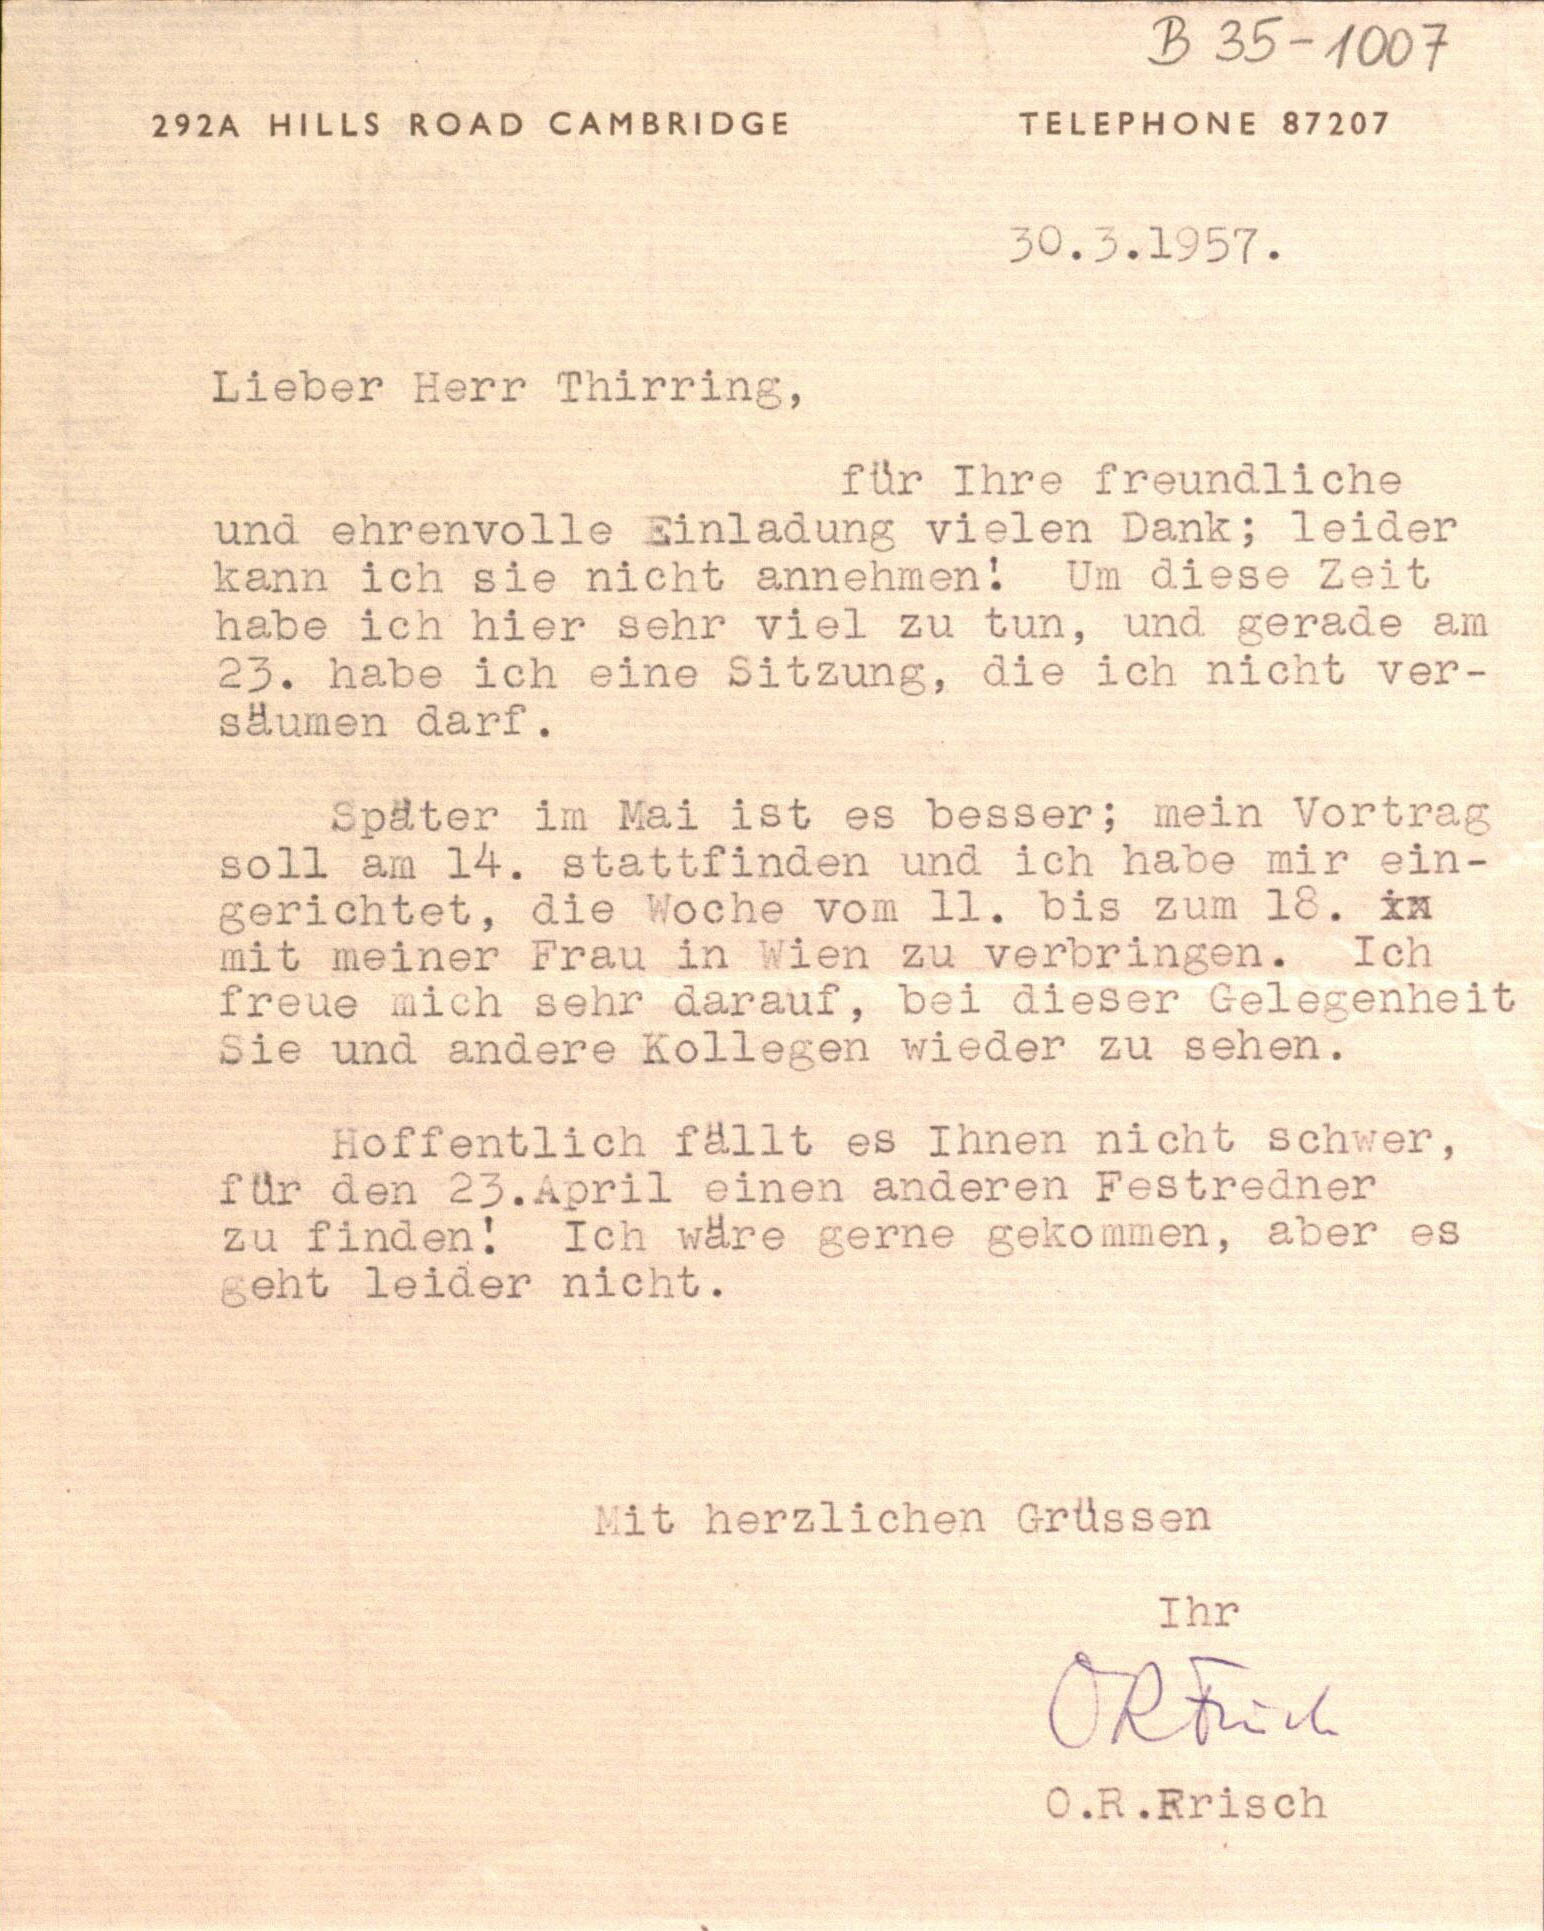 B 35-1007
292A HILLS ROAD CAMBRIDGE TELEPHONE 87207
30.3.1957.
Lieber Herr Thirring,
für Ihre freundliche
und ehrenvolle Einladung vielen Dank; leider
kann ich sie nicht annehmen! Um diese Zeit
habe ich hier sehr viel zu tun, und gerade am
23. habe ich eine Sitzung, die ich nicht ver-
säumen darf.
Später im Mai ist es besser; mein Vortrag
soll am 14. stattfinden und ich habe mir ein-
gerichtet, die Woche vom 11. bis zum 18.
mit meiner Frau in Wien zu verbringen. Ich
freue mich sehr darauf, bei dieser Gelegenheit
Sie und andere Kollegen wieder zu sehen.
Hoffentlich fällt es Ihnen nicht schwer,
für den 23.April einen anderen Festredner
zu finden! Ich wäre gerne gekommen, aber es
geht leider nicht.
Mit herzlichen Grüssen
Ihr
OR Frisch
O.R.Frisch